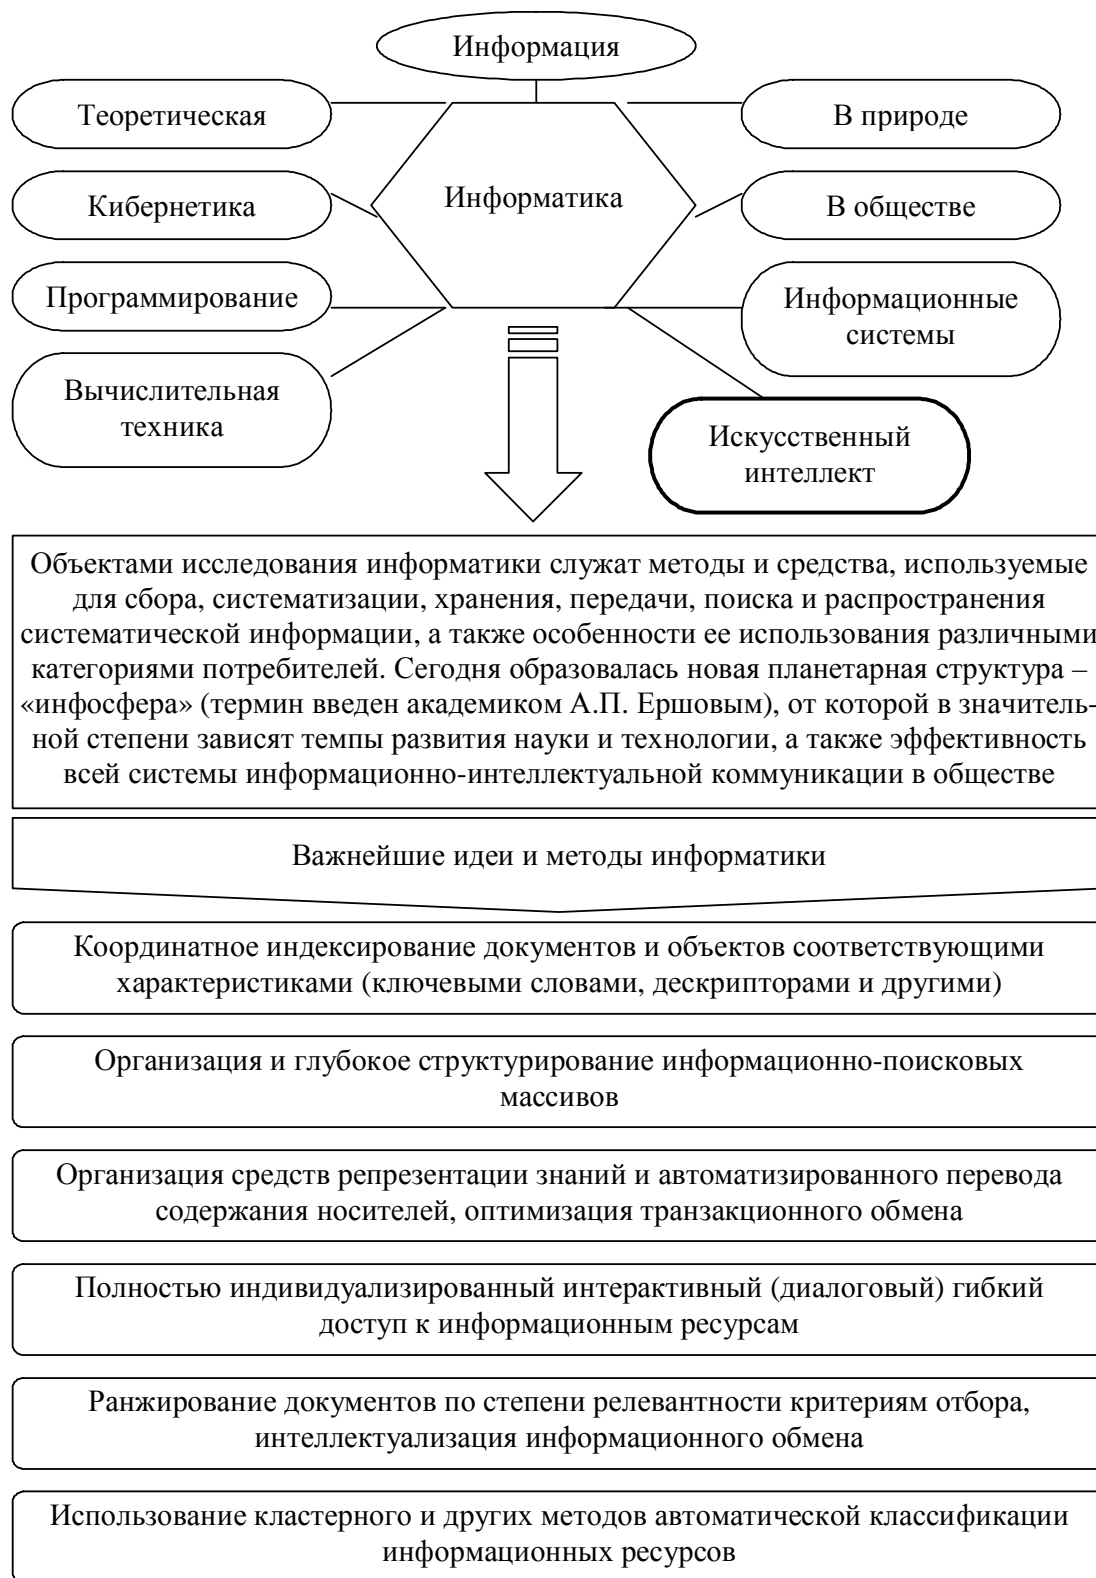 Информация
Теоретическая
В природе
Информатика
Кибернетика
В обществе
Программирование
Информационные
системы
Вычислительная
техника
Искусственный
интеллект
Объектами исследования информатики служат методы и средства, используемые
для сбора, систематизации, хранения, передачи, поиска и распространения
систематической информации, а также особенности ее использования различными
категориями потребителей. Сегодня образовалась новая планетарная структура –
«инфосфера» (термин введен академиком А.П. Ершовым), от которой в значитель-
ной степени зависят темпы развития науки и технологии, а также эффективность
всей системы информационно-интеллектуальной коммуникации в обществе
Важнейшие идеи и методы информатики
Координатное индексирование документов и объектов соответствующими
характеристиками (ключевыми словами, дескрипторами и другими)
Организация и глубокое структурирование информационно-поисковых
массивов
Организация средств репрезентации знаний и автоматизированного перевода
содержания носителей, оптимизация транзакционного обмена
Полностью индивидуализированный интерактивный (диалоговый) гибкий
доступ к информационным ресурсам
Ранжирование документов по степени релевантности критериям отбора,
интеллектуализация информационного обмена
Использование кластерного и других методов автоматической классификации
информационных ресурсов